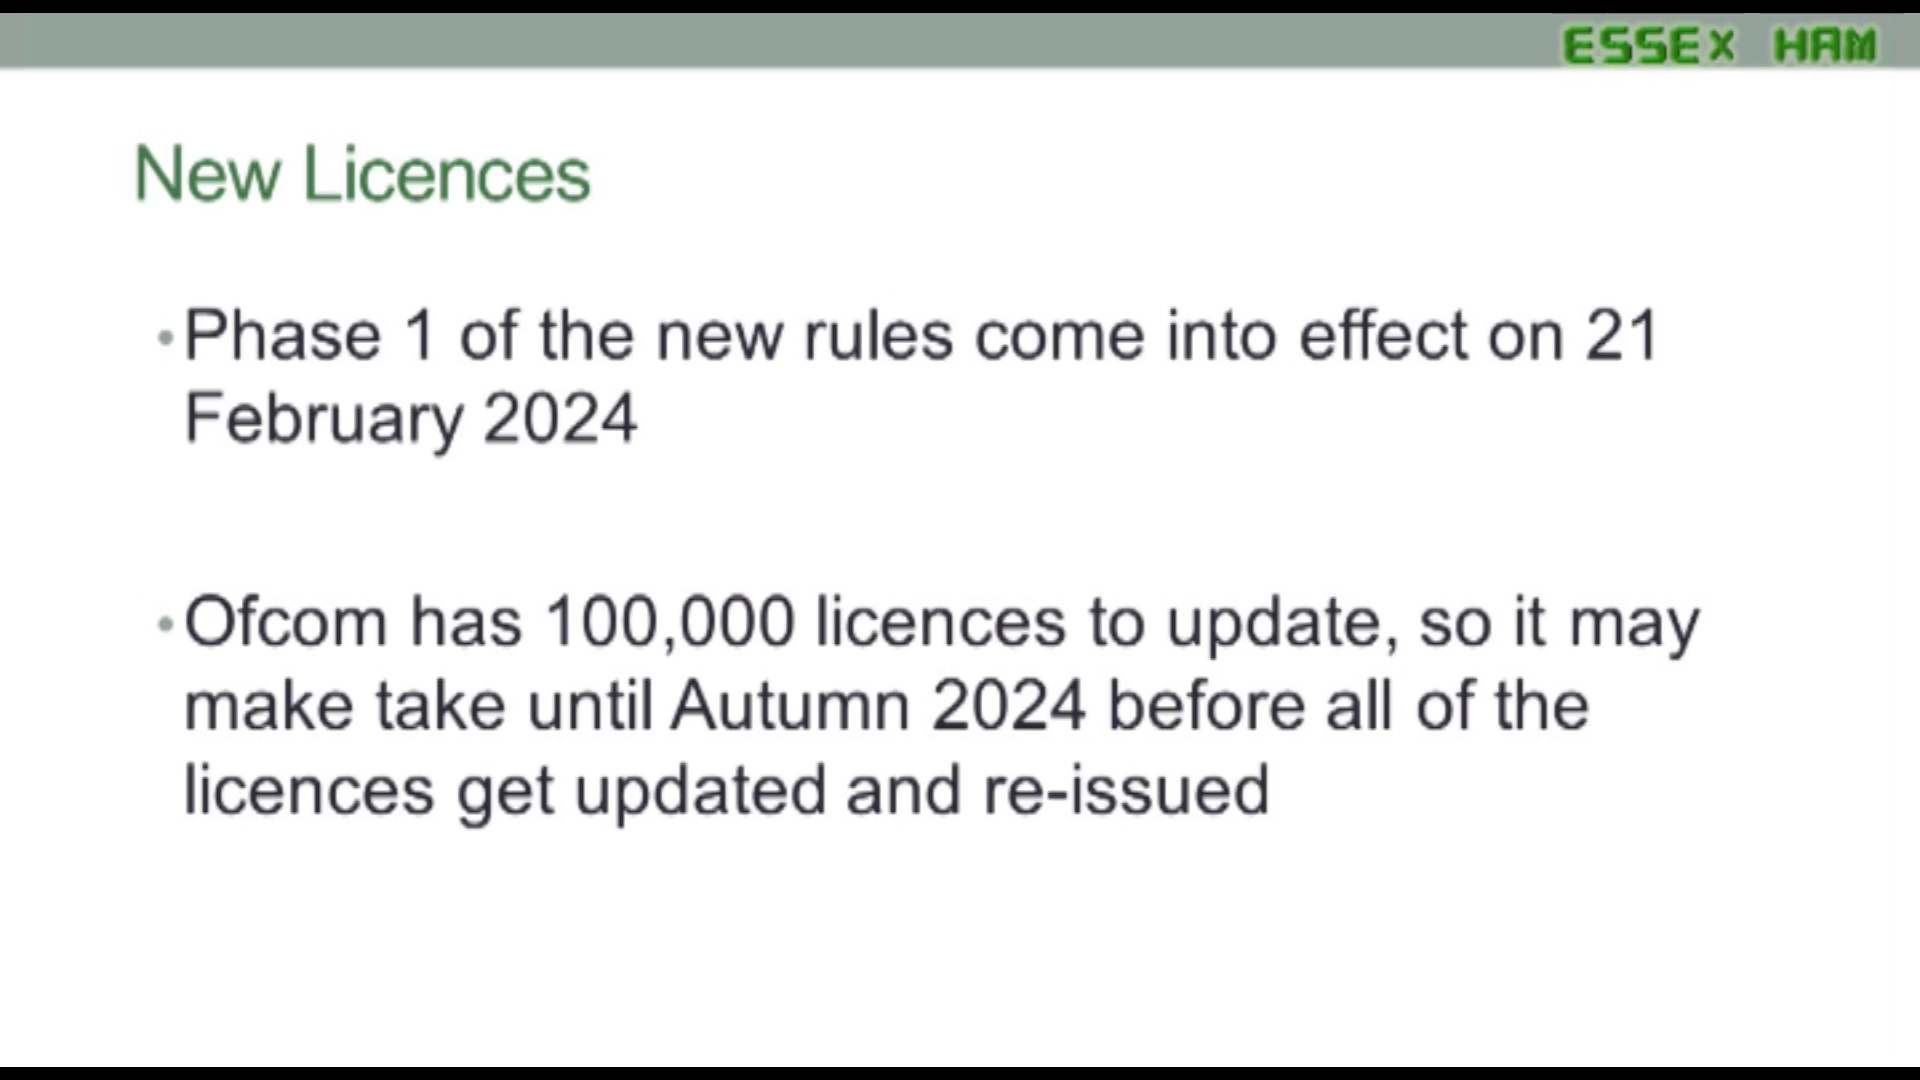 ESSEX HAM
New Licences
•Phase 1 of the new rules come into effect on 21
February 2024
•Ofcom has 100,000 licences to update, so it may
make take until Autumn 2024 before all of the
licences get updated and re-issued